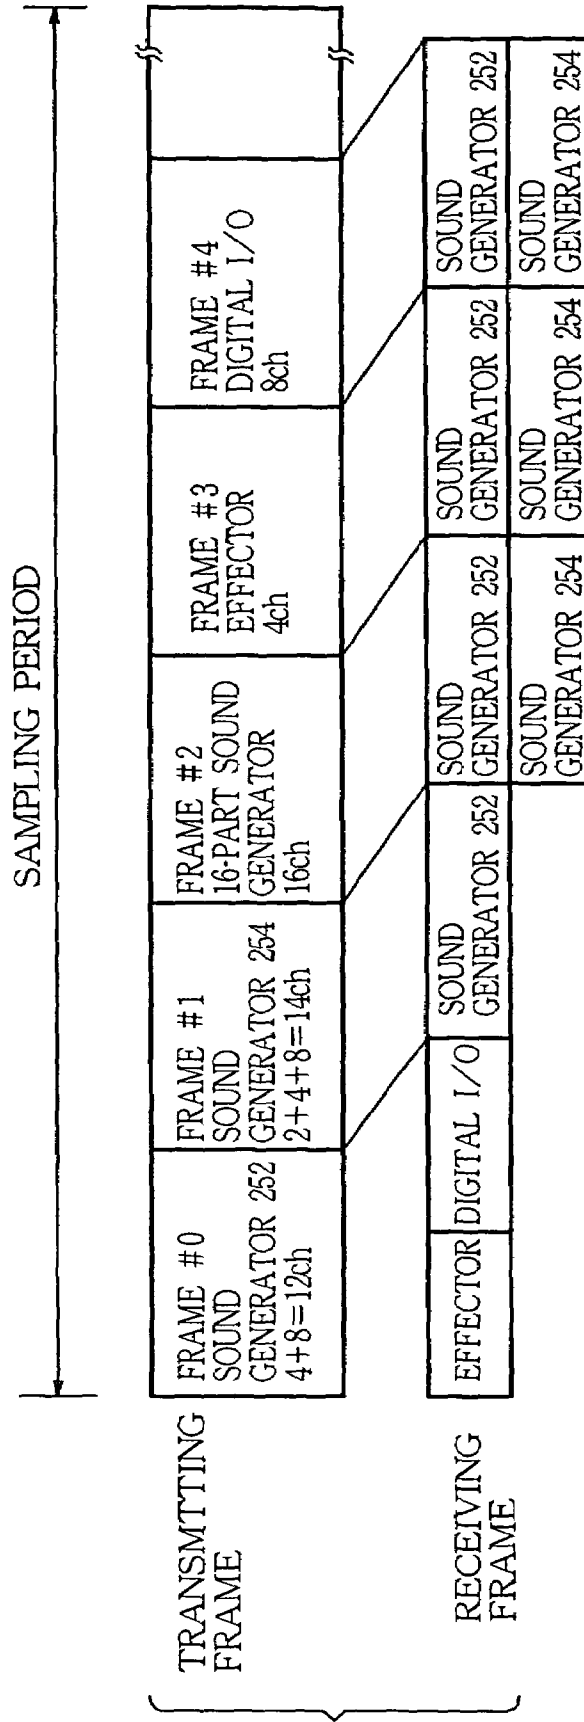 SAMPLING PERIOD
TRANSMTTING
FRAME
FRAME #0
SOUND
GENERATOR 252
4+8=12ch
FRAME #1
SOUND
GENERATOR 254
2+4+8=14ch
FRAME #2
16-PART SOUND
GENERATOR
16ch
FRAME #3
EFFECTOR
4ch
FRAME #4
DIGITAL I/O
8ch
RECEIVING
FRAME
EFFECTOR
DIGITAL I/O
SOUND
GENERATOR 252
SOUND
GENERATOR 252
SOUND
GENERATOR 252
SOUND
GENERATOR 252
SOUND
GENERATOR 254
SOUND
GENERATOR 254
SOUND
GENERATOR 254